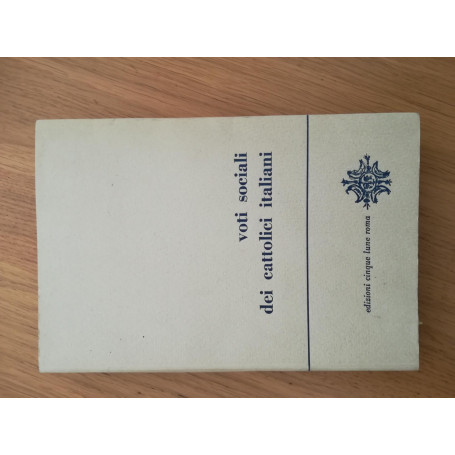 voti sociali
dei cattolici italiani
edizioni cinque lune roma